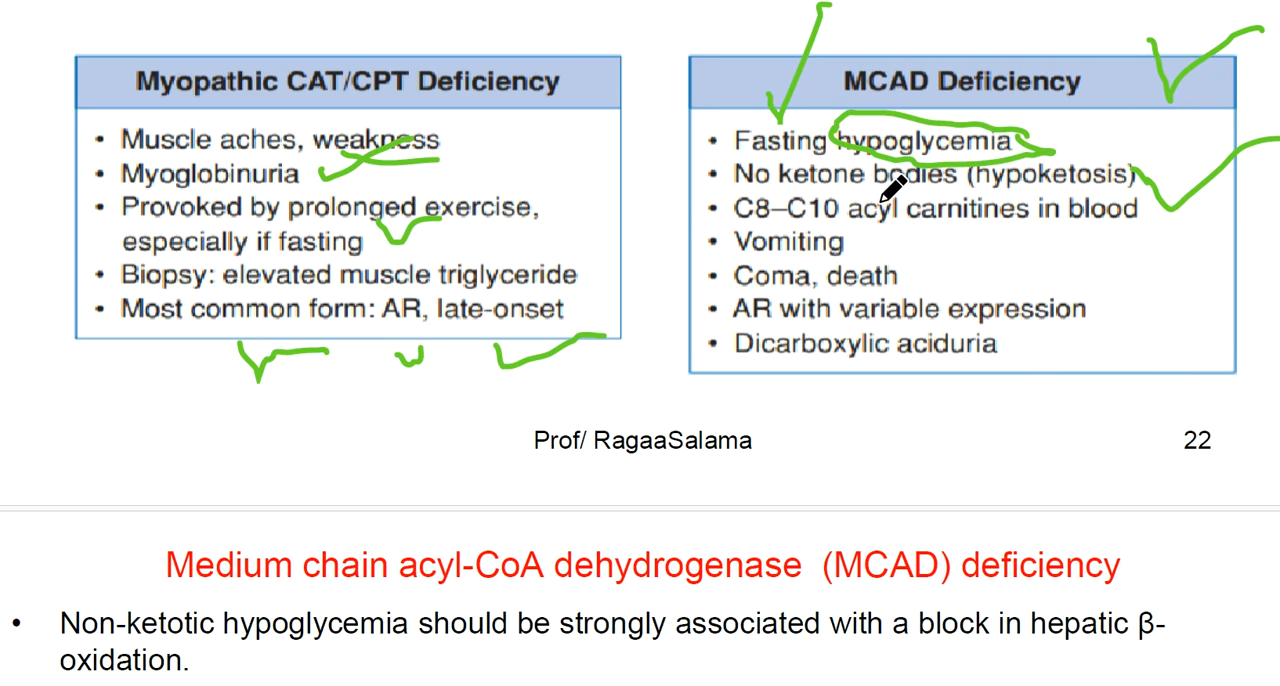 Myopathic CAT/CPT Deficiency
• Muscle aches, weakness
• Myoglobinuria
• Provoked by prolonged exercise,
especially if fasting
• Biopsy: elevated muscle triglyceride
• Most common form: AR, late-onset
MCAD Deficiency
• Fasting hypoglycemia
• No ketone bodies (hypoketosis)
• C8–C10 acyl carnitines in blood
• Vomiting
• Coma, death
• AR with variable expression
• Dicarboxylic aciduria
Prof/ RagaaSalama
22
Medium chain acyl-CoA dehydrogenase (MCAD) deficiency
• Non-ketotic hypoglycemia should be strongly associated with a block in hepatic β-
oxidation.